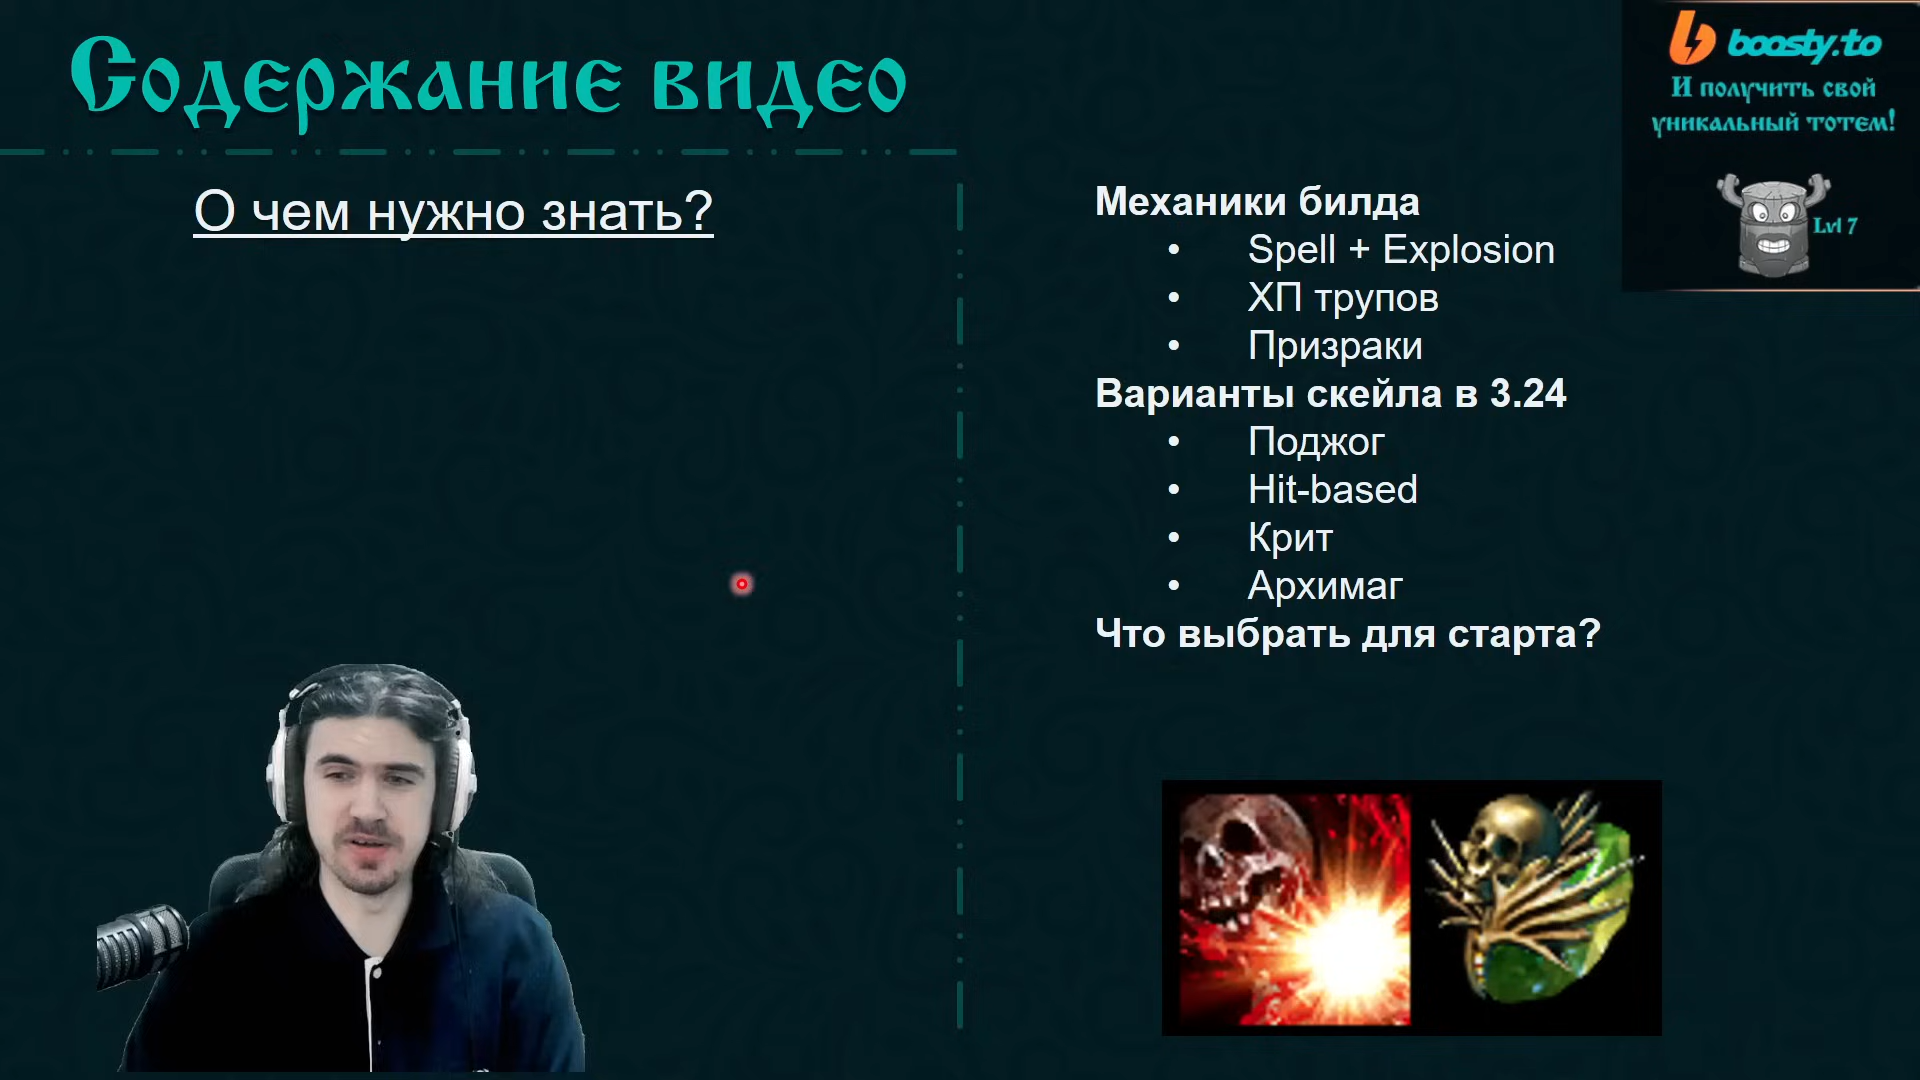 Содержание видео
О чем нужно знать?
Механики билда
• Spell + Explosion
• ХП трупов
• Призраки
Варианты скейла в 3.24
• Поджог
• Hit-based
• Крит
• Архимаг
Что выбрать для старта?
boosty.to
И получить свой
уникальный тотем!
Lvl 7